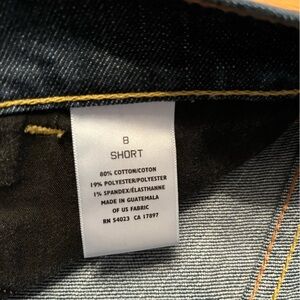 8
SHORT
80% COTTON/COTON
19% POLYESTER/POLYESTER
1% SPANDEX/ÉLASTHANNE
MADE IN GUATEMALA
OF US FABRIC
RN 54023 CA 17897